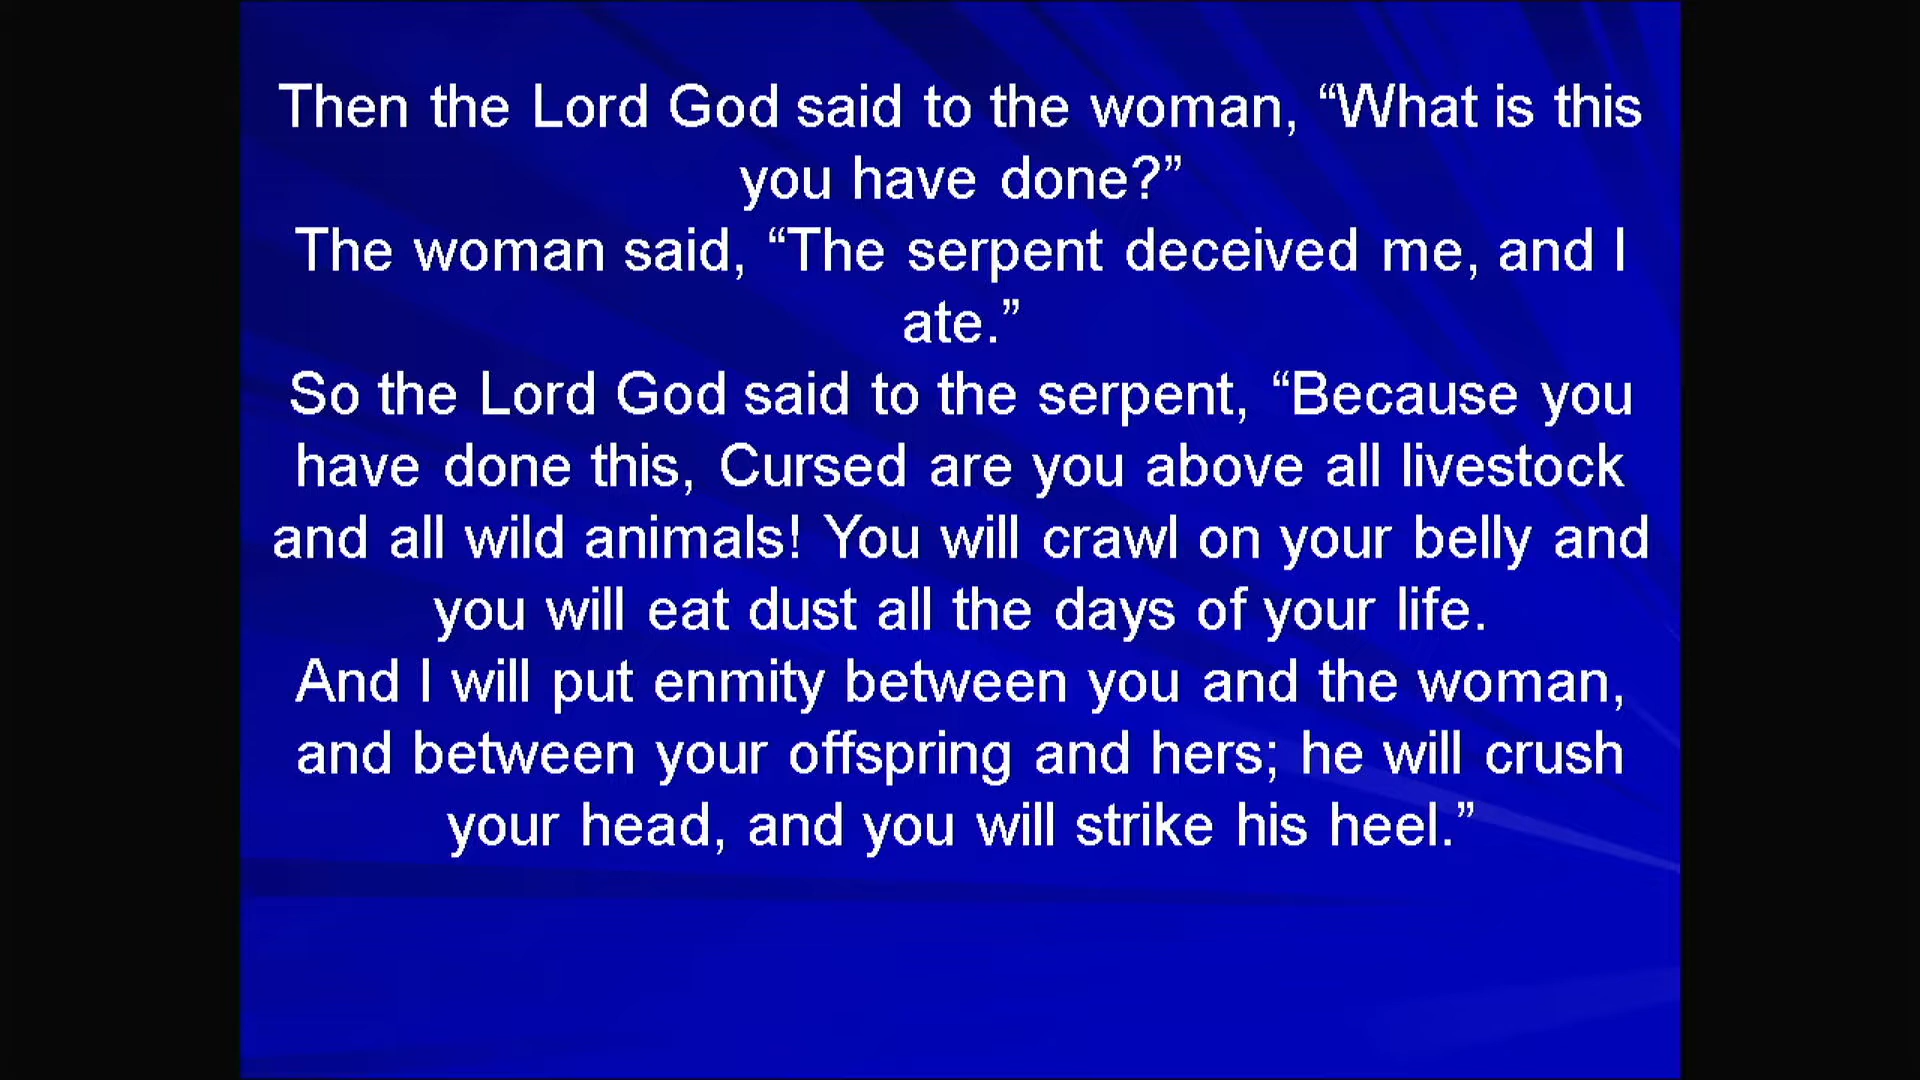 Then the Lord God said to the woman, “What is this
you have done?”
The woman said, “The serpent deceived me, and I
ate.”
So the Lord God said to the serpent, “Because you
have done this, Cursed are you above all livestock
and all wild animals! You will crawl on your belly and
you will eat dust all the days of your life.
And I will put enmity between you and the woman,
and between your offspring and hers; he will crush
your head, and you will strike his heel.”